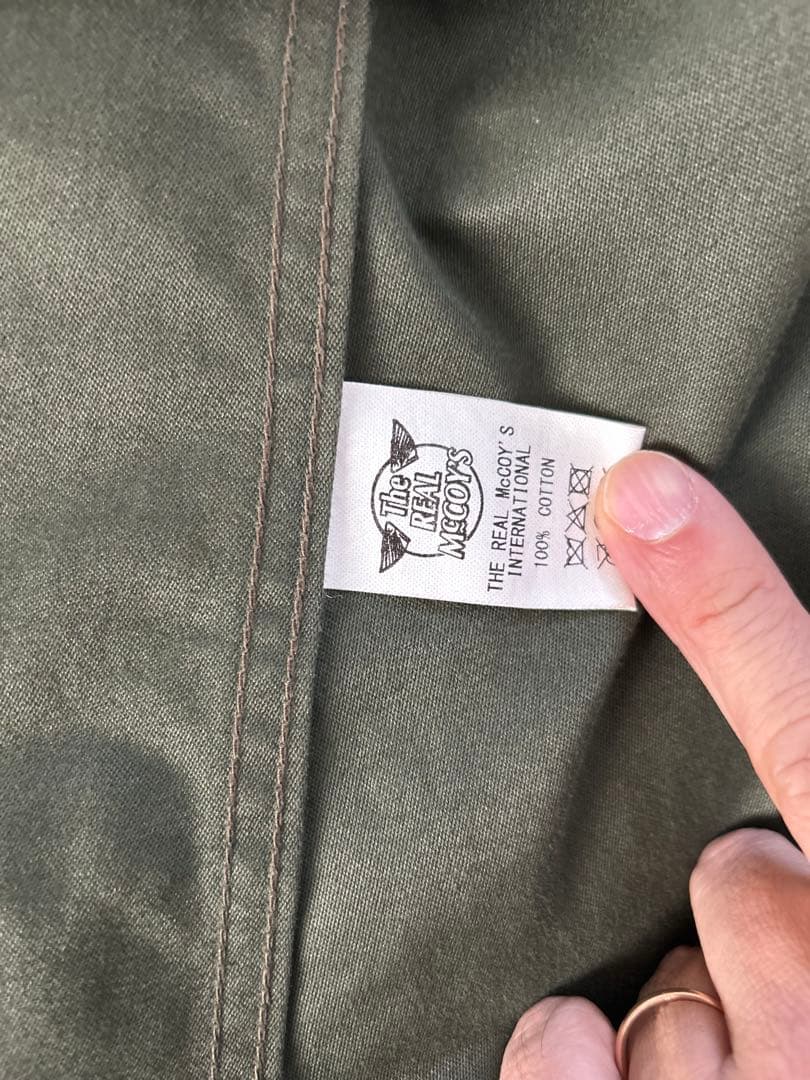 The
REAL
McCOY'S
THE REAL McCOY'S
INTERNATIONAL
100% COTTON